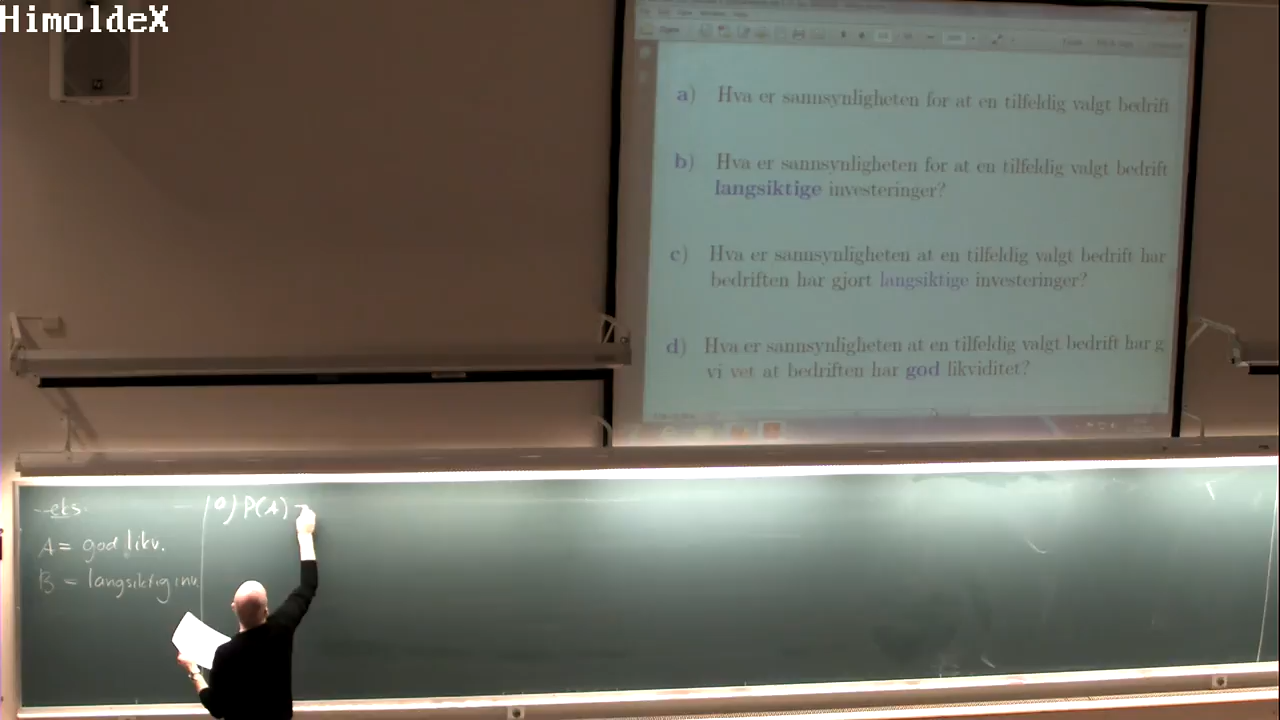 HimoldeX
a) Hva er sannsynligheten for at en tilfeldig valgt bedrift
b) Hva er sannsynligheten for at en tilfeldig valgt bedrift
langsiktige investeringer?
c) Hva er sannsynligheten at en tilfeldig valgt bedrift har
bedriften har gjort langsiktige investeringer?
d) Hva er sannsynligheten at en tilfeldig valgt bedrift har g
vi vet at bedriften har god likviditet?
eks.
A = god likv.
B = langsiktig inv.
a) P(A) =